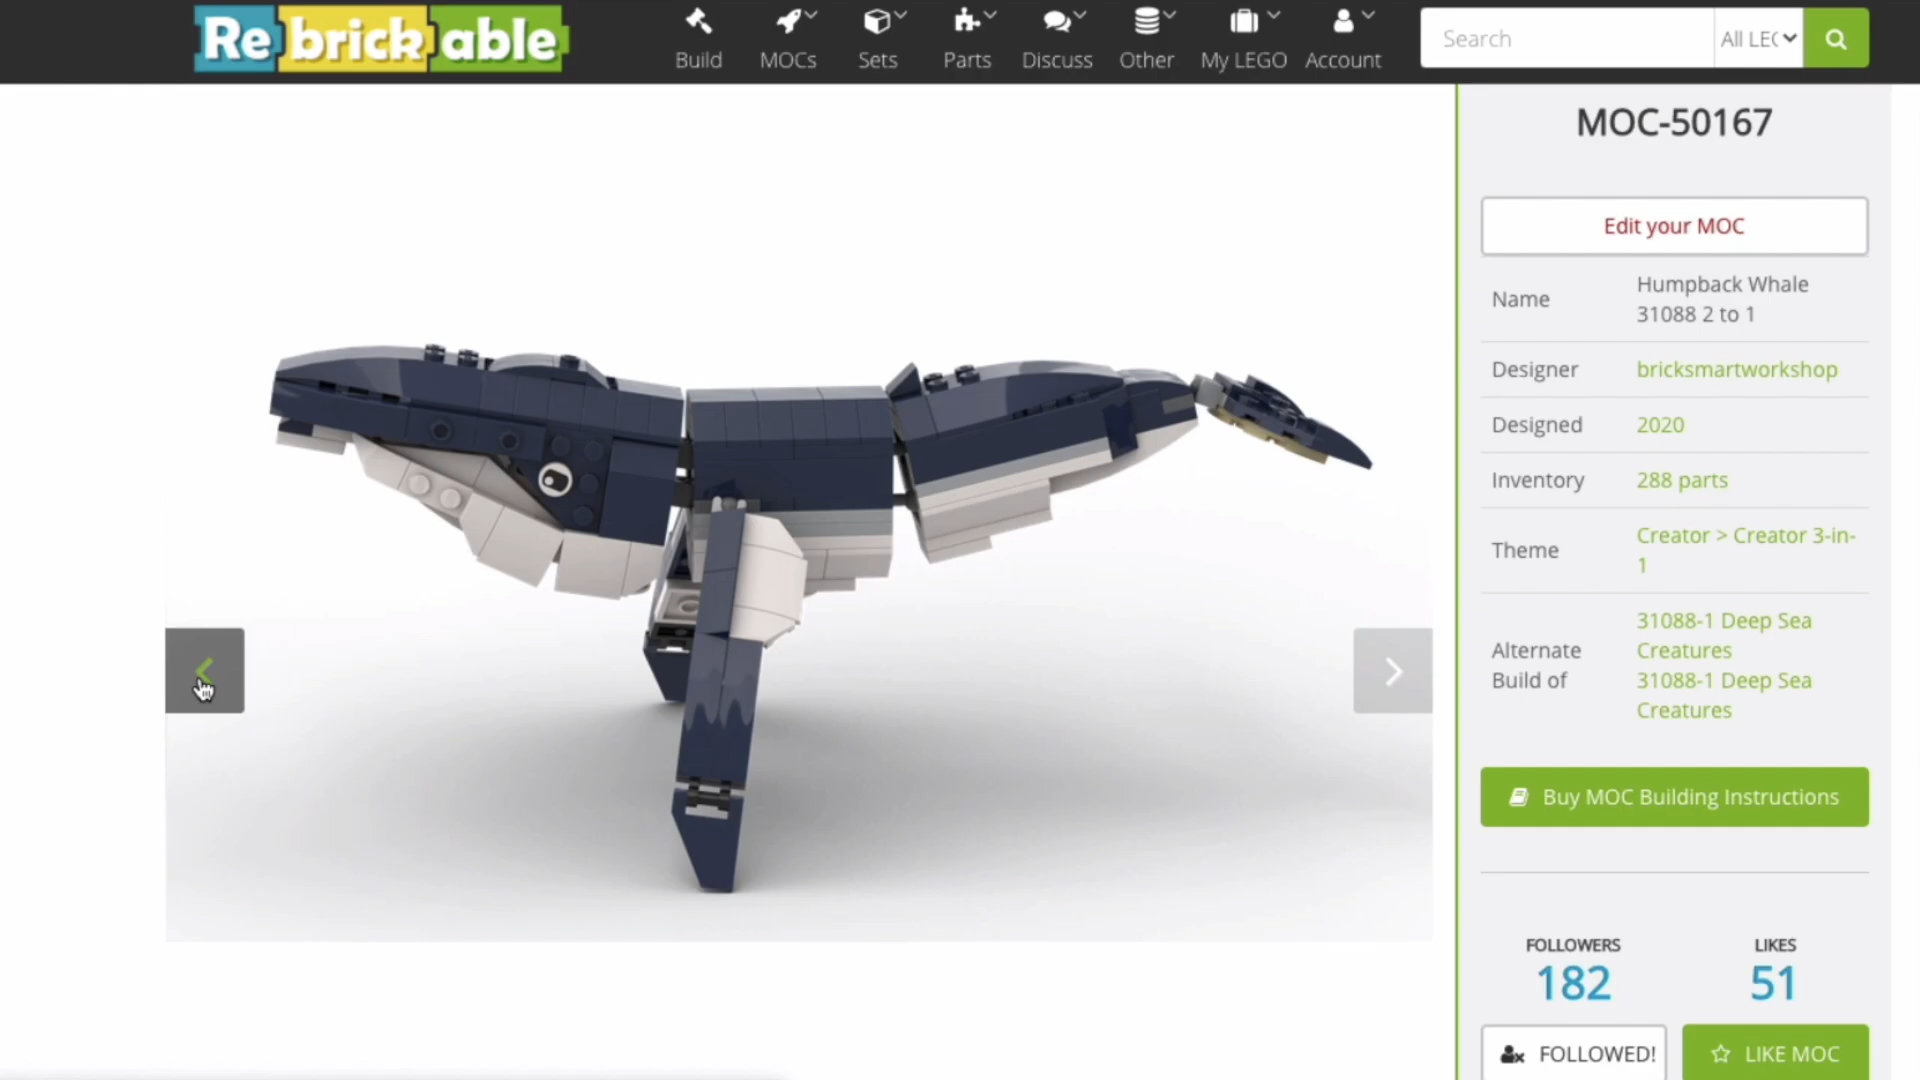 Rebrickable
Build
MOCs
Sets
Parts
Discuss
Other
My LEGO
Account
Search
All LEC
MOC-50167
Edit your MOC
Name
Humpback Whale
31088 2 to 1
Designer
bricksmartworkshop
Designed
2020
Inventory
288 parts
Theme
Creator > Creator 3-in-
1
Alternate
Build of
31088-1 Deep Sea
Creatures
31088-1 Deep Sea
Creatures
Buy MOC Building Instructions
FOLLOWERS
182
LIKES
51
FOLLOWED!
LIKE MOC